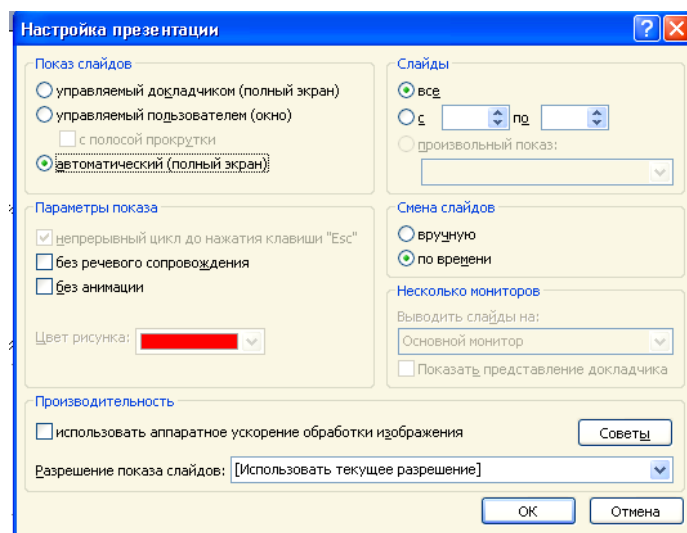 Настройка презентации
Показ слайдов
управляемый докладчиком (полный экран)
управляемый пользователем (окно)
с полосой прокрутки
автоматический (полный экран)
Слайды
все
с по
произвольный показ:
Параметры показа
непрерывный цикл до нажатия клавиши "Esc"
без речевого сопровождения
без анимации
Цвет рисунка:
Смена слайдов
вручную
по времени
Несколько мониторов
Выводить слайды на:
Основной монитор
Показать представление докладчика
Производительность
использовать аппаратное ускорение обработки изображения
Советы
Разрешение показа слайдов: [Использовать текущее разрешение]
ОК Отмена